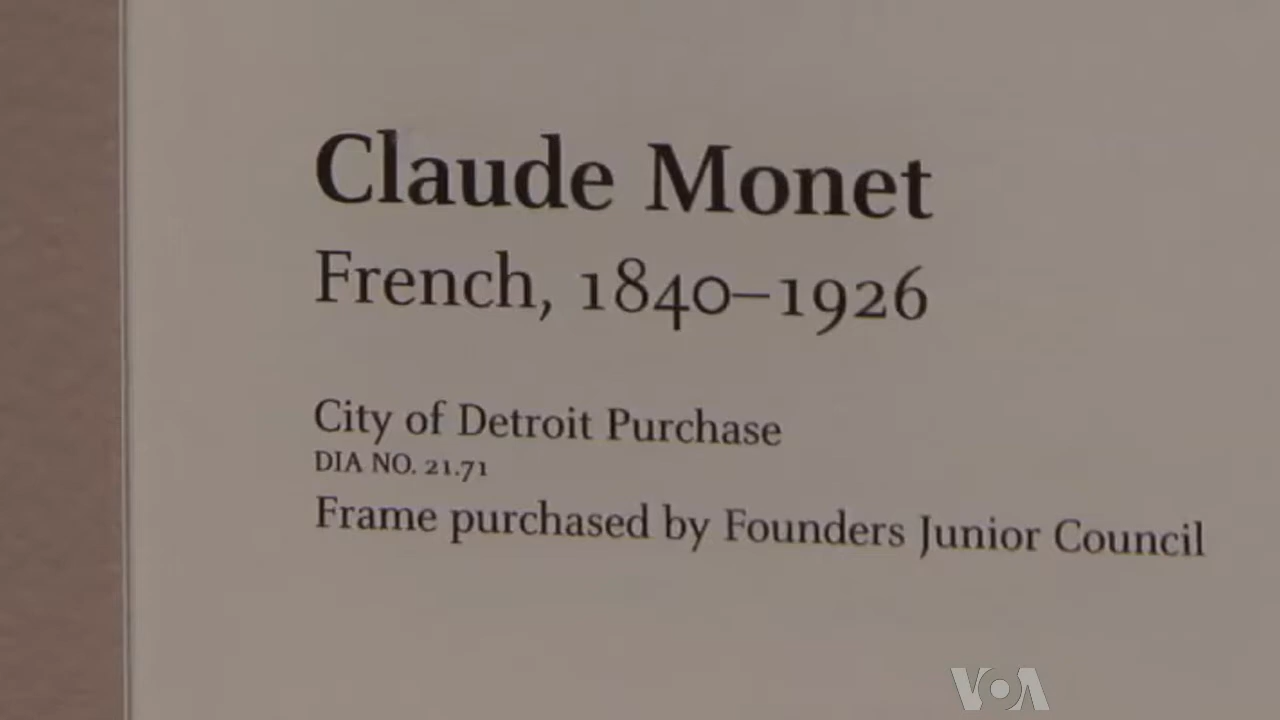 Claude Monet
French, 1840–1926
City of Detroit Purchase
DIA NO. 21.71
Frame purchased by Founders Junior Council
VOA